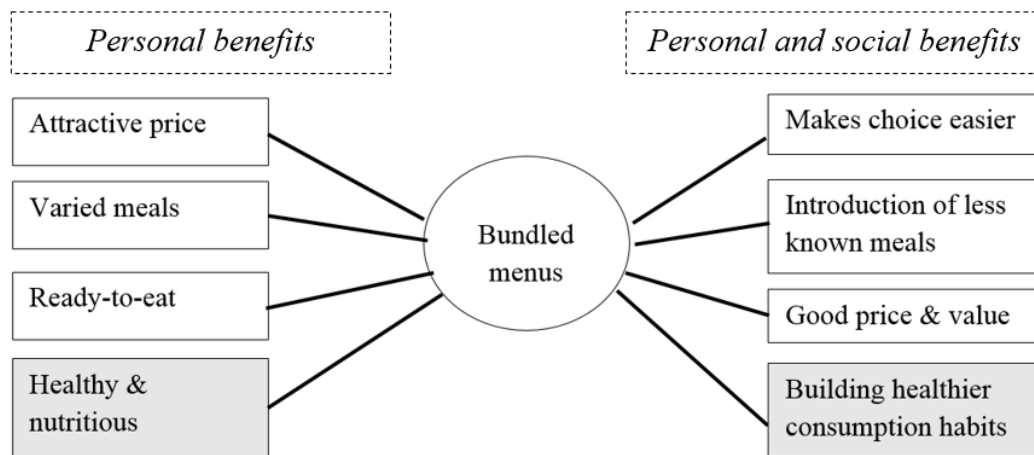 Personal benefits
Personal and social benefits
Attractive price
Varied meals
Ready-to-eat
Healthy &
nutritious
Bundled
menus
Makes choice easier
Introduction of less
known meals
Good price & value
Building healthier
consumption habits